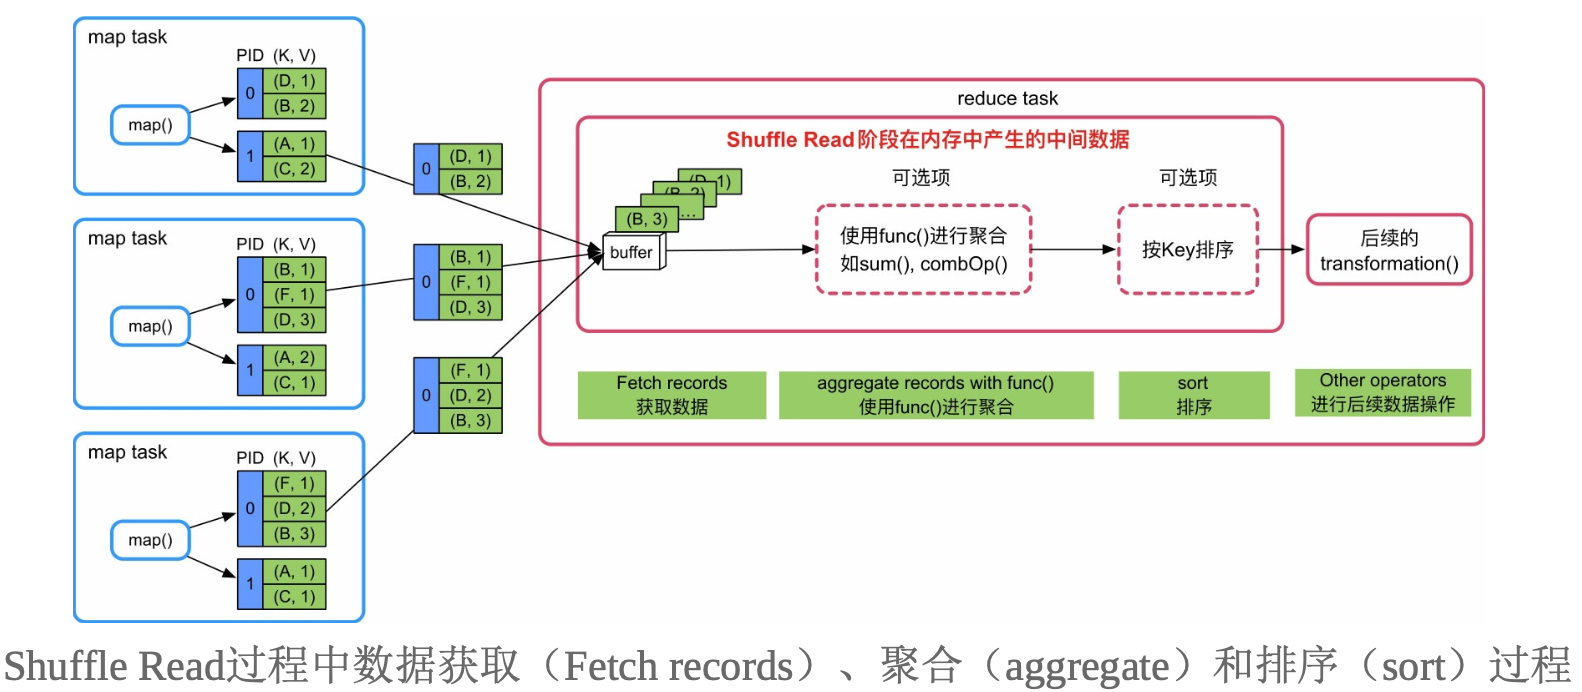 map task
PID (K, V)
map()
0
(D, 1)
(B, 2)
1
(A, 1)
(C, 2)
map task
PID (K, V)
map()
0
(B, 1)
(F, 1)
(D, 3)
1
(A, 2)
(C, 1)
map task
PID (K, V)
map()
0
(F, 1)
(D, 2)
(B, 3)
1
(A, 1)
(C, 1)
0
(D, 1)
(B, 2)
0
(B, 1)
(F, 1)
(D, 3)
0
(F, 1)
(D, 2)
(B, 3)
reduce task
Shuffle Read阶段在内存中产生的中间数据
(D, 1)
(B, 2)
...
(B, 3)
buffer
可选项
使用func()进行聚合
如sum(), combOp()
可选项
按Key排序
后续的
transformation()
Fetch records
获取数据
aggregate records with func()
使用func()进行聚合
sort
排序
Other operators
进行后续数据操作
Shuffle Read过程中数据获取（Fetch records）、聚合（aggregate）和排序（sort）过程